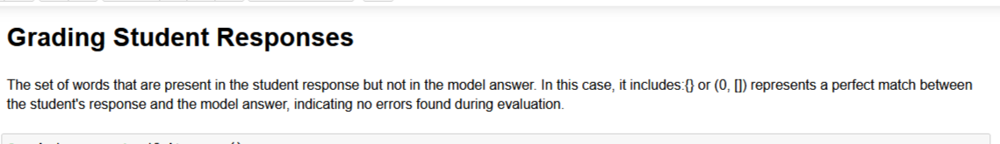 Grading Student Responses
The set of words that are present in the student response but not in the model answer. In this case, it includes:{} or (0, []) represents a perfect match between
the student's response and the model answer, indicating no errors found during evaluation.